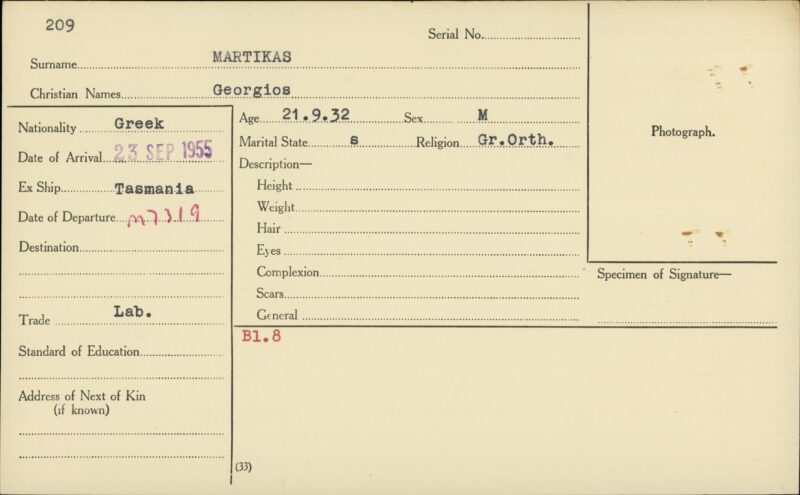 209
Serial No.
Surname MARTIKAS
Christian Names Georgios
Nationality Greek
Date of Arrival 23 SEP 1955
Ex Ship Tasmania
Date of Departure m7319
Destination
Trade Lab.
Standard of Education
Address of Next of Kin
(if known)
Age 21.9.32 Sex M
Marital State s Religion Gr.Orth.
Description—
Height
Weight
Hair
Eyes
Complexion
Scars
General
Bl.8
(33)
Photograph.
Specimen of Signature—